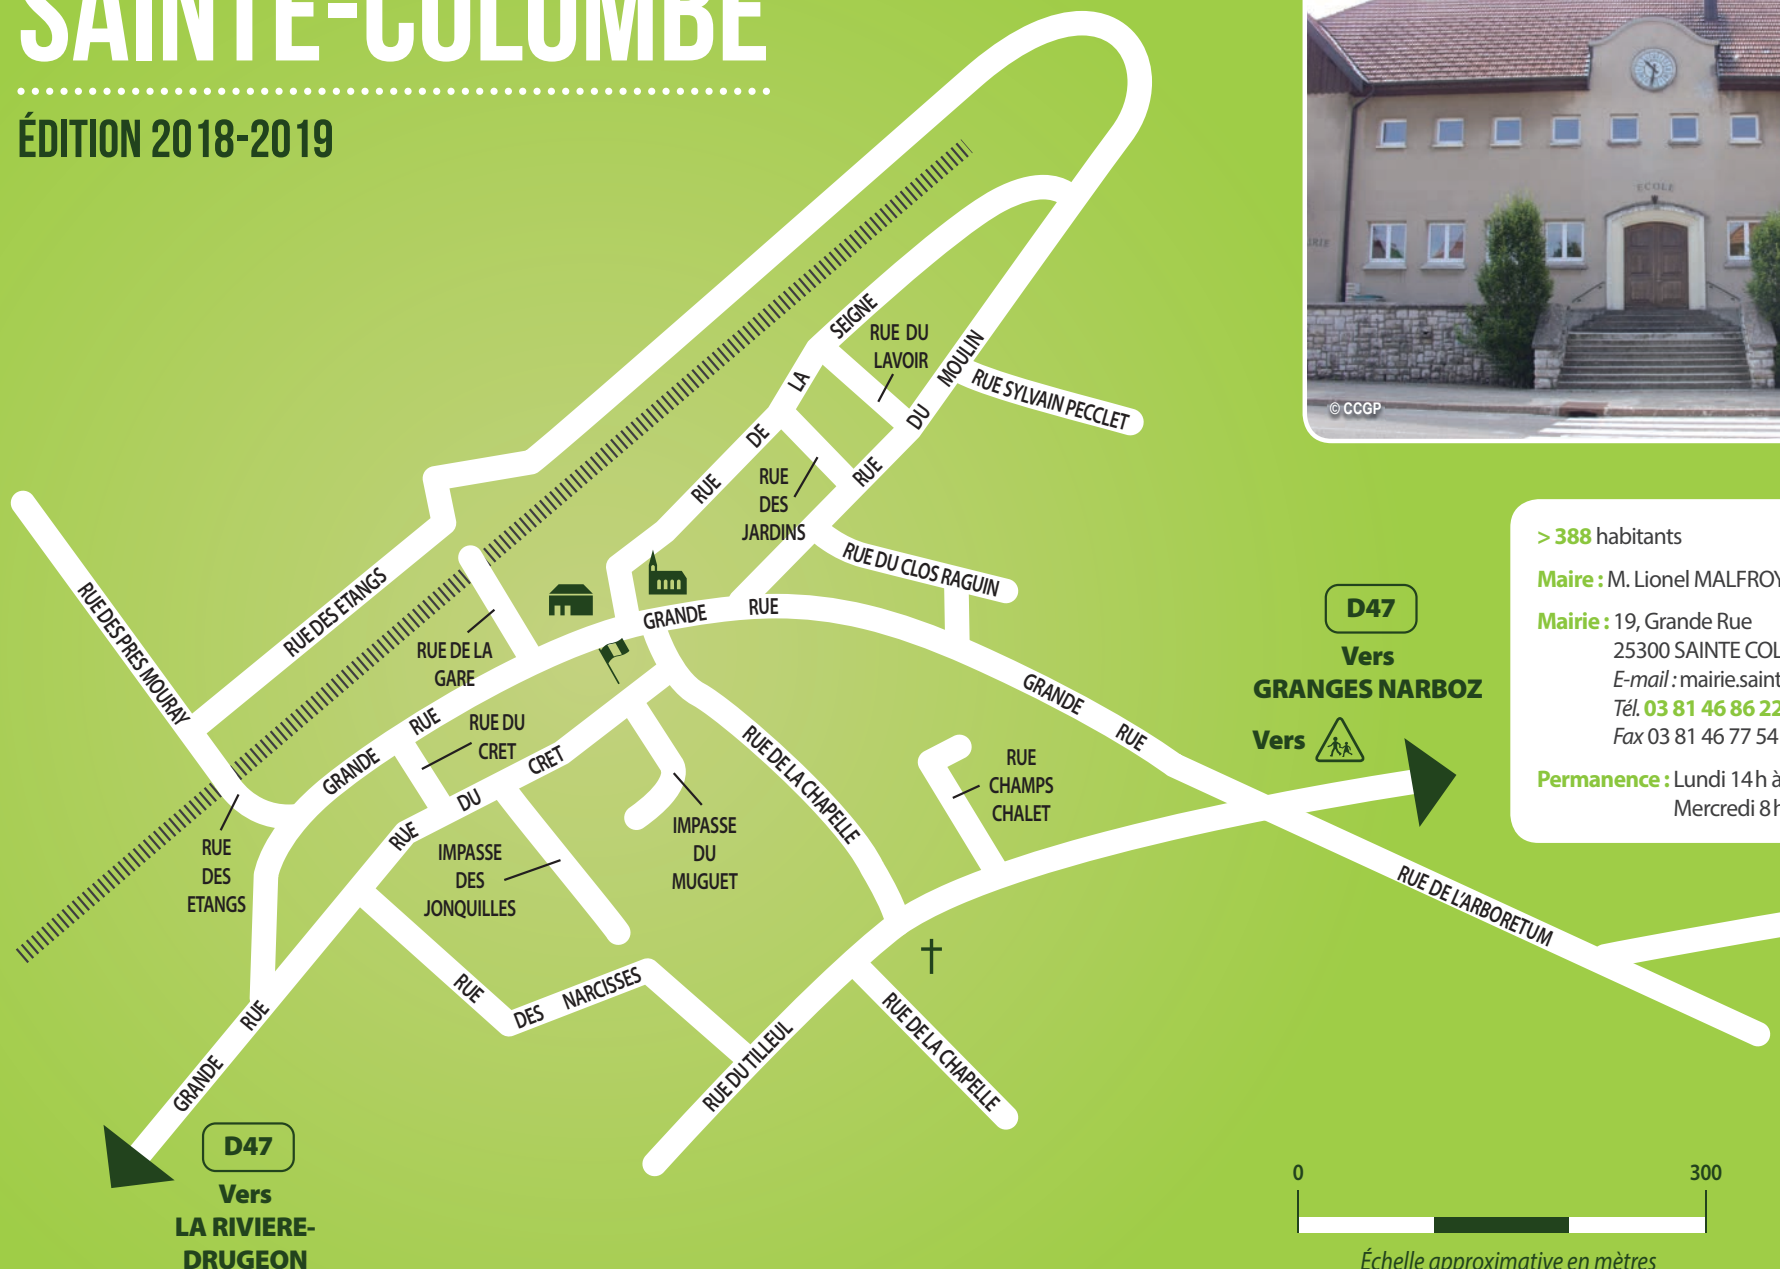 SAINTE-COLOMBE
ÉDITION 2018-2019
ECOLE
© CCGP
> 388 habitants
Maire : M. Lionel MALFROY
Mairie : 19, Grande Rue
25300 SAINTE COL
E-mail : mairie.saint
Tél. 03 81 46 86 22
Fax 03 81 46 77 54
Permanence : Lundi 14 h à
Mercredi 8 h
SEIGNE
RUE DU
LAVOIR
LA
MOULIN
RUE SYLVAIN PECCLET
DU
DE
RUE
RUE
RUE
DES
JARDINS
RUE DU CLOS RAGUIN
RUE DES PRES MOURAY
RUE DES ETANGS
GRANDE RUE
RUE DE LA
GARE
D47
Vers
GRANGES NARBOZ
Vers
GRANDE RUE
RUE DU
CRET
RUE DU CRET
GRANDE RUE
RUE DE LA CHAPELLE
RUE
CHAMPS
CHALET
RUE
DES
ETANGS
IMPASSE
DES
JONQUILLES
IMPASSE
DU
MUGUET
RUE DE L'ARBORETUM
RUE DES NARCISSES
RUE DU TILLEUL
RUE DE LA CHAPELLE
GRANDE RUE
D47
Vers
LA RIVIERE-
DRUGEON
0 300
Échelle approximative en mètres